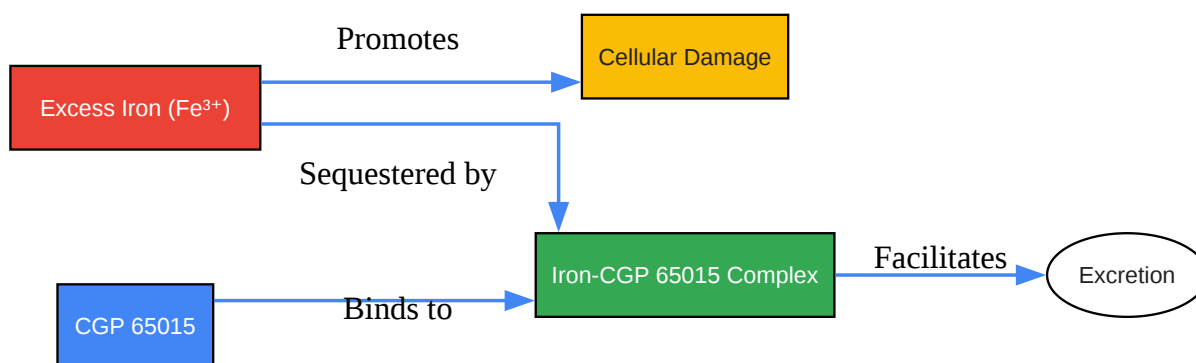 Promotes
Cellular Damage
Excess Iron (Fe³⁺)
Sequestered by
Iron-CGP 65015 Complex
Facilitates
Excretion
CGP 65015
Binds to